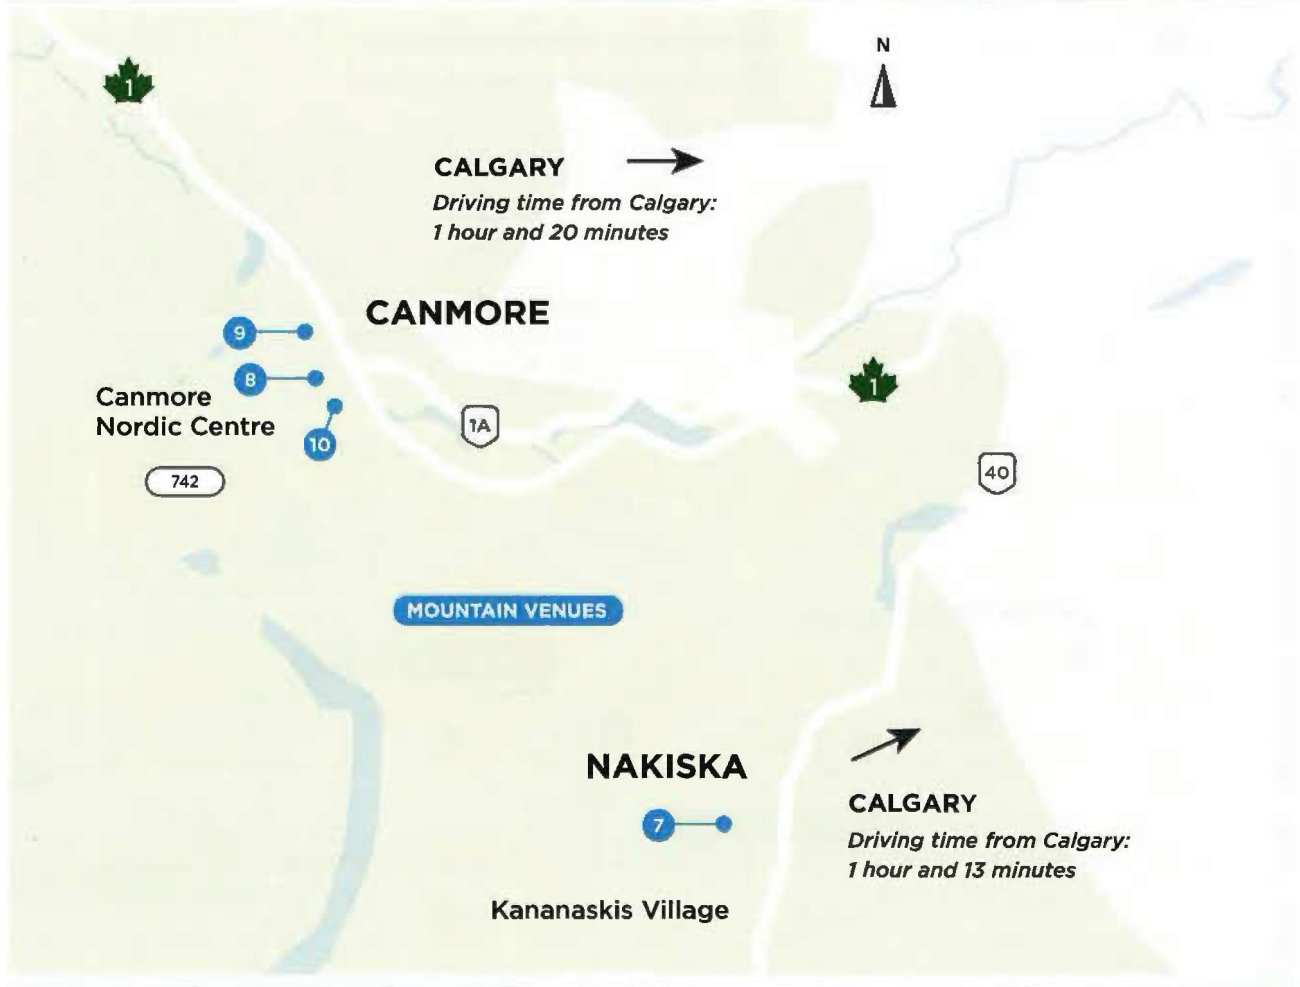 N
1
CALGARY
Driving time from Calgary:
1 hour and 20 minutes
CANMORE
9
8
Canmore
Nordic Centre
10
1A
1
742
40
MOUNTAIN VENUES
NAKISKA
7
CALGARY
Driving time from Calgary:
1 hour and 13 minutes
Kananaskis Village